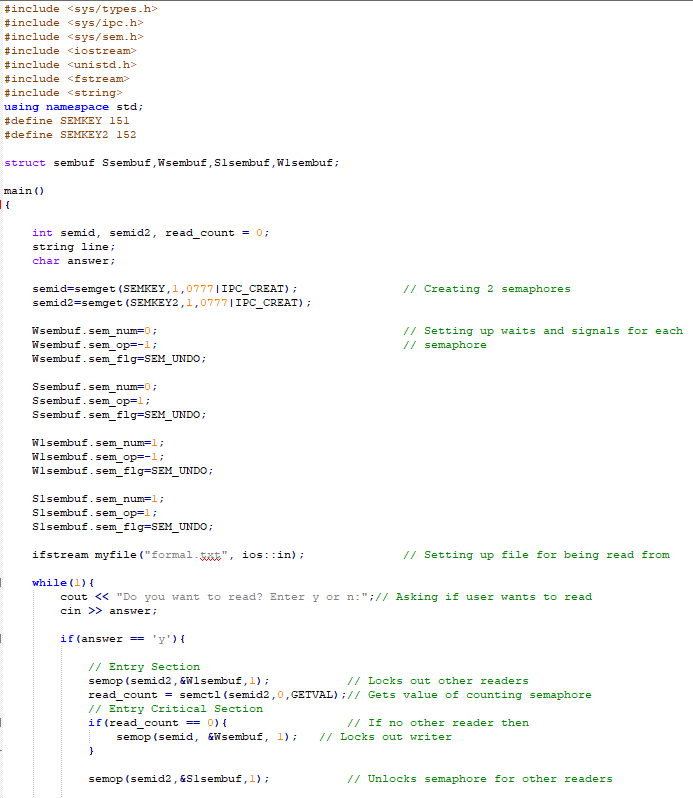 #include <sys/types.h>
#include <sys/ipc.h>
#include <sys/sem.h>
#include <iostream>
#include <unistd.h>
#include <fstream>
#include <string>
using namespace std;
#define SEMKEY 151
#define SEMKEY2 152
struct sembuf Ssembuf,Wsembuf,S1sembuf,W1sembuf;
main()
{
int semid, semid2, read_count = 0;
string line;
char answer;
semid=semget(SEMKEY,1,0777|IPC_CREAT); // Creating 2 semaphores
semid2=semget(SEMKEY2,1,0777|IPC_CREAT);
Wsembuf.sem_num=0; // Setting up waits and signals for each
Wsembuf.sem_op=-1; // semaphore
Wsembuf.sem_flg=SEM_UNDO;
Ssembuf.sem_num=0;
Ssembuf.sem_op=1;
Ssembuf.sem_flg=SEM_UNDO;
W1sembuf.sem_num=1;
W1sembuf.sem_op=-1;
W1sembuf.sem_flg=SEM_UNDO;
S1sembuf.sem_num=1;
S1sembuf.sem_op=1;
S1sembuf.sem_flg=SEM_UNDO;
ifstream myfile("formal.txt", ios::in); // Setting up file for being read from
while(1){
cout << "Do you want to read? Enter y or n:";// Asking if user wants to read
cin >> answer;
if(answer == 'y'){
// Entry Section
semop(semid2,&W1sembuf,1); // Locks out other readers
read_count = semctl(semid2,0,GETVAL);// Gets value of counting semaphore
// Entry Critical Section
if(read_count == 0){ // If no other reader then
semop(semid, &Wsembuf, 1); // Locks out writer
}
semop(semid2,&S1sembuf,1); // Unlocks semaphore for other readers